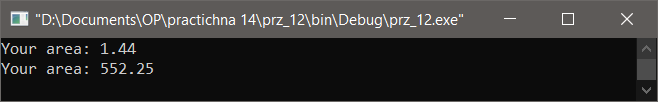 "D:\Documents\OP\practichna 14\prz_12\bin\Debug\prz_12.exe"
Your area: 1.44
Your area: 552.25